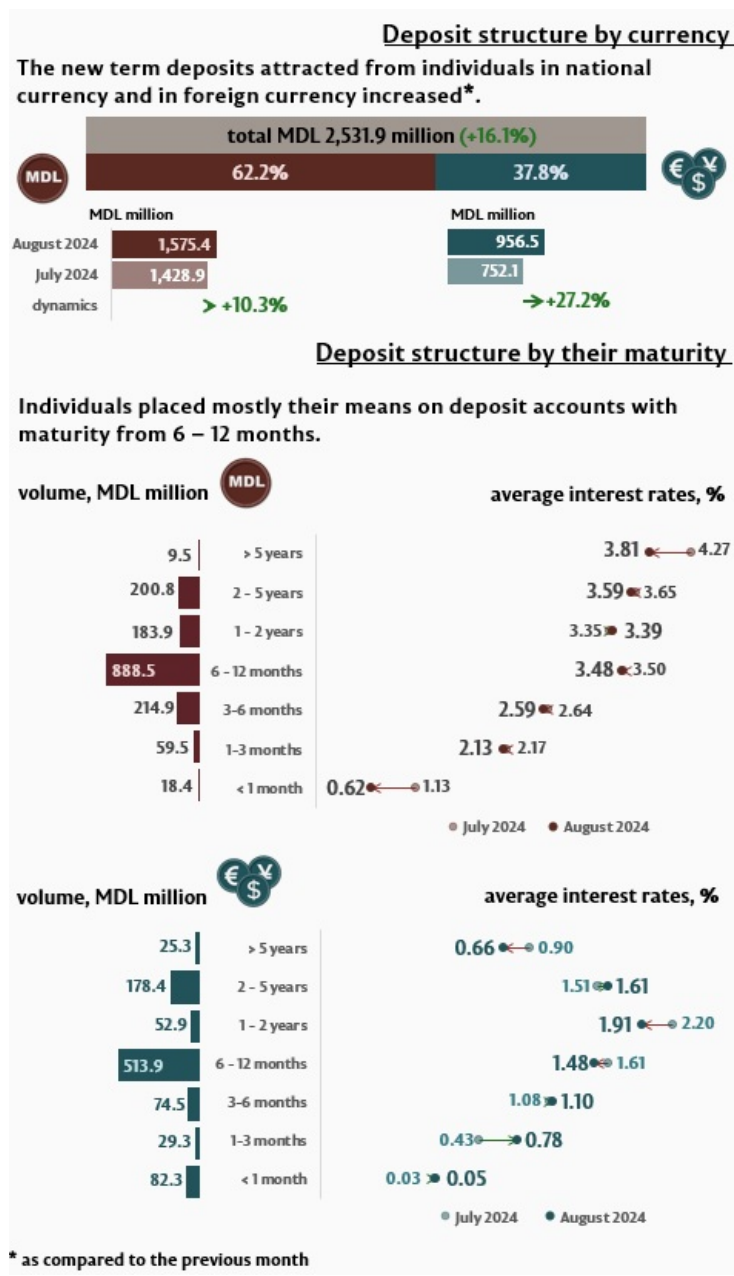 Deposit structure by currency
The new term deposits attracted from individuals in national
currency and in foreign currency increased*.
total MDL 2,531.9 million (+16.1%)
MDL 62.2% 37.8% € ¥ $
MDL million MDL million
August 2024 1,575.4 956.5
July 2024 1,428.9 752.1
dynamics +10.3% +27.2%
Deposit structure by their maturity
Individuals placed mostly their means on deposit accounts with
maturity from 6 – 12 months.
volume, MDL million MDL average interest rates, %
9.5 > 5 years 3.81 4.27
200.8 2 - 5 years 3.59 3.65
183.9 1 - 2 years 3.35 3.39
888.5 6 - 12 months 3.48 3.50
214.9 3-6 months 2.59 2.64
59.5 1-3 months 2.13 2.17
18.4 < 1 month 0.62 1.13
July 2024 August 2024
volume, MDL million € ¥ $ average interest rates, %
25.3 > 5 years 0.66 0.90
178.4 2 - 5 years 1.51 1.61
52.9 1 - 2 years 1.91 2.20
513.9 6 - 12 months 1.48 1.61
74.5 3-6 months 1.08 1.10
29.3 1-3 months 0.43 0.78
82.3 < 1 month 0.03 0.05
July 2024 August 2024
* as compared to the previous month